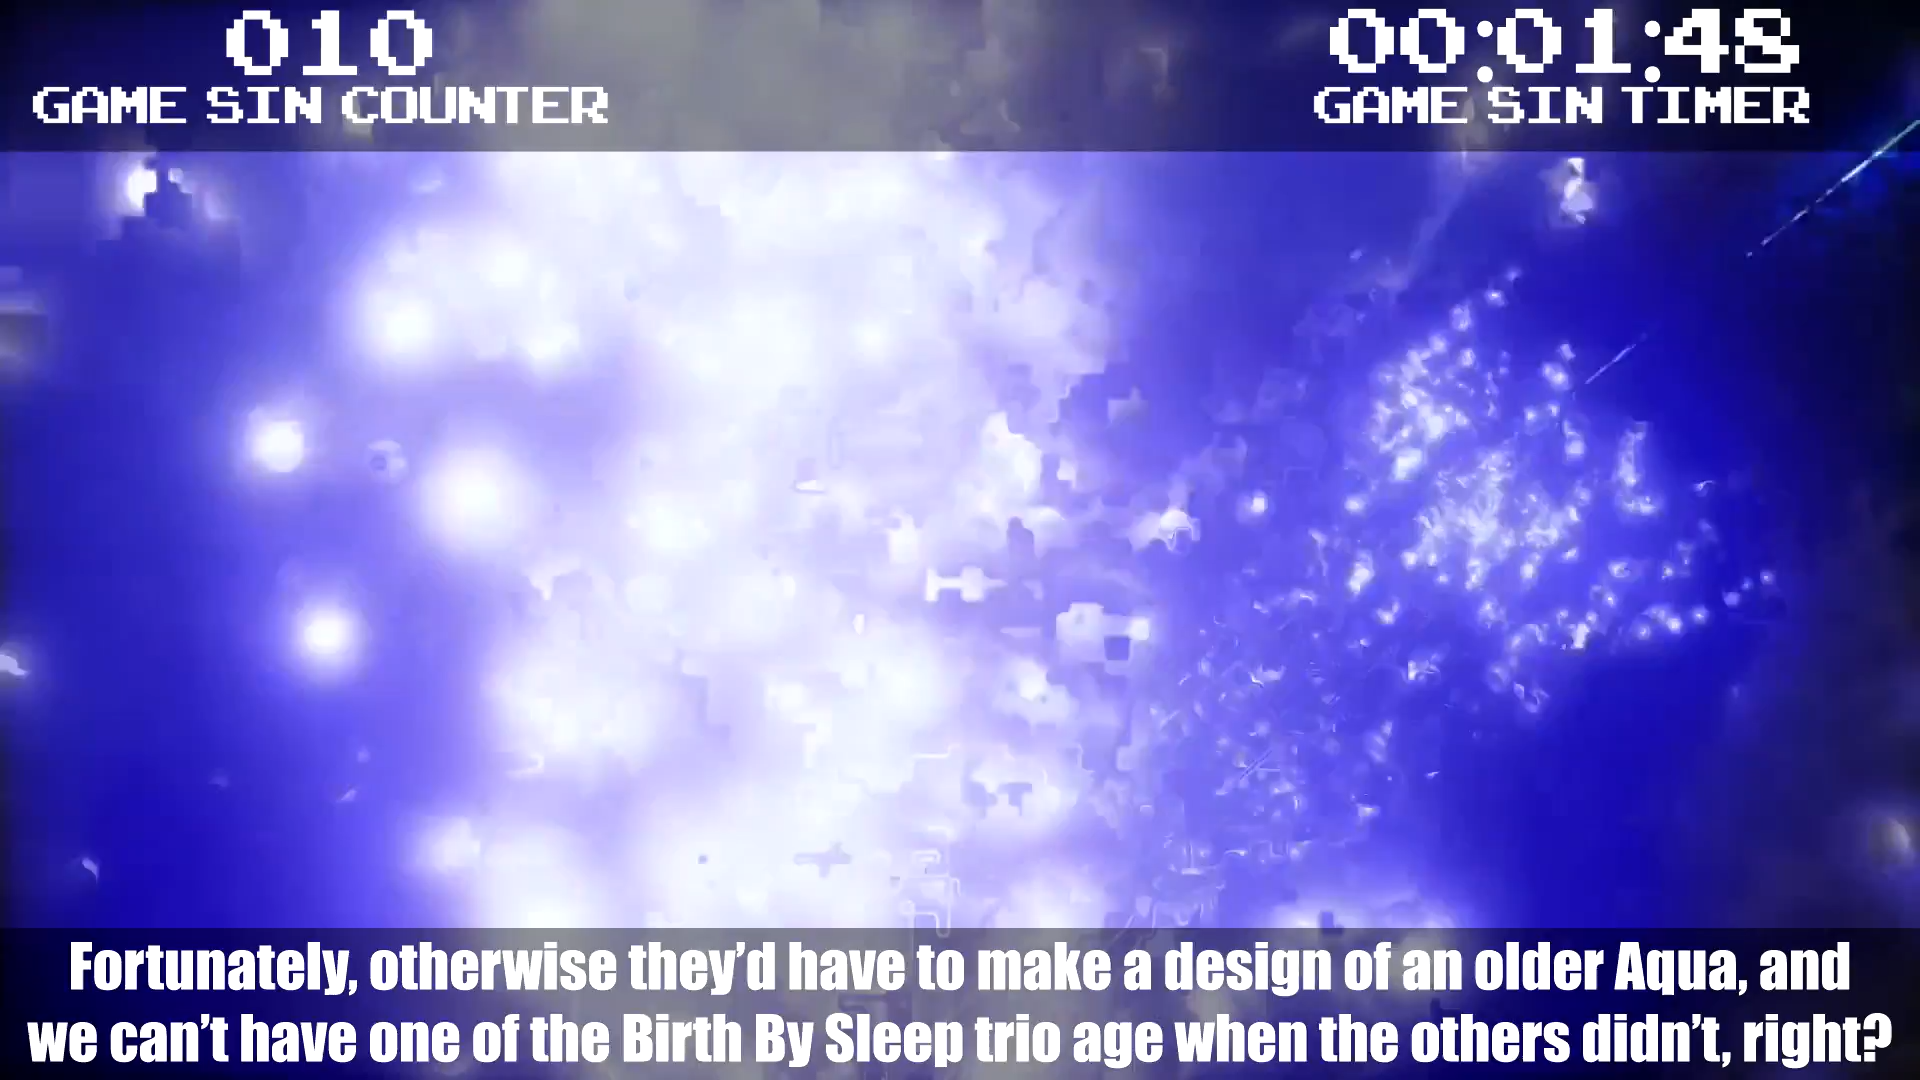 010
GAME SIN COUNTER
00:01:48
GAME SIN TIMER
Fortunately, otherwise they’d have to make a design of an older Aqua, and
we can’t have one of the Birth By Sleep trio age when the others didn’t, right?